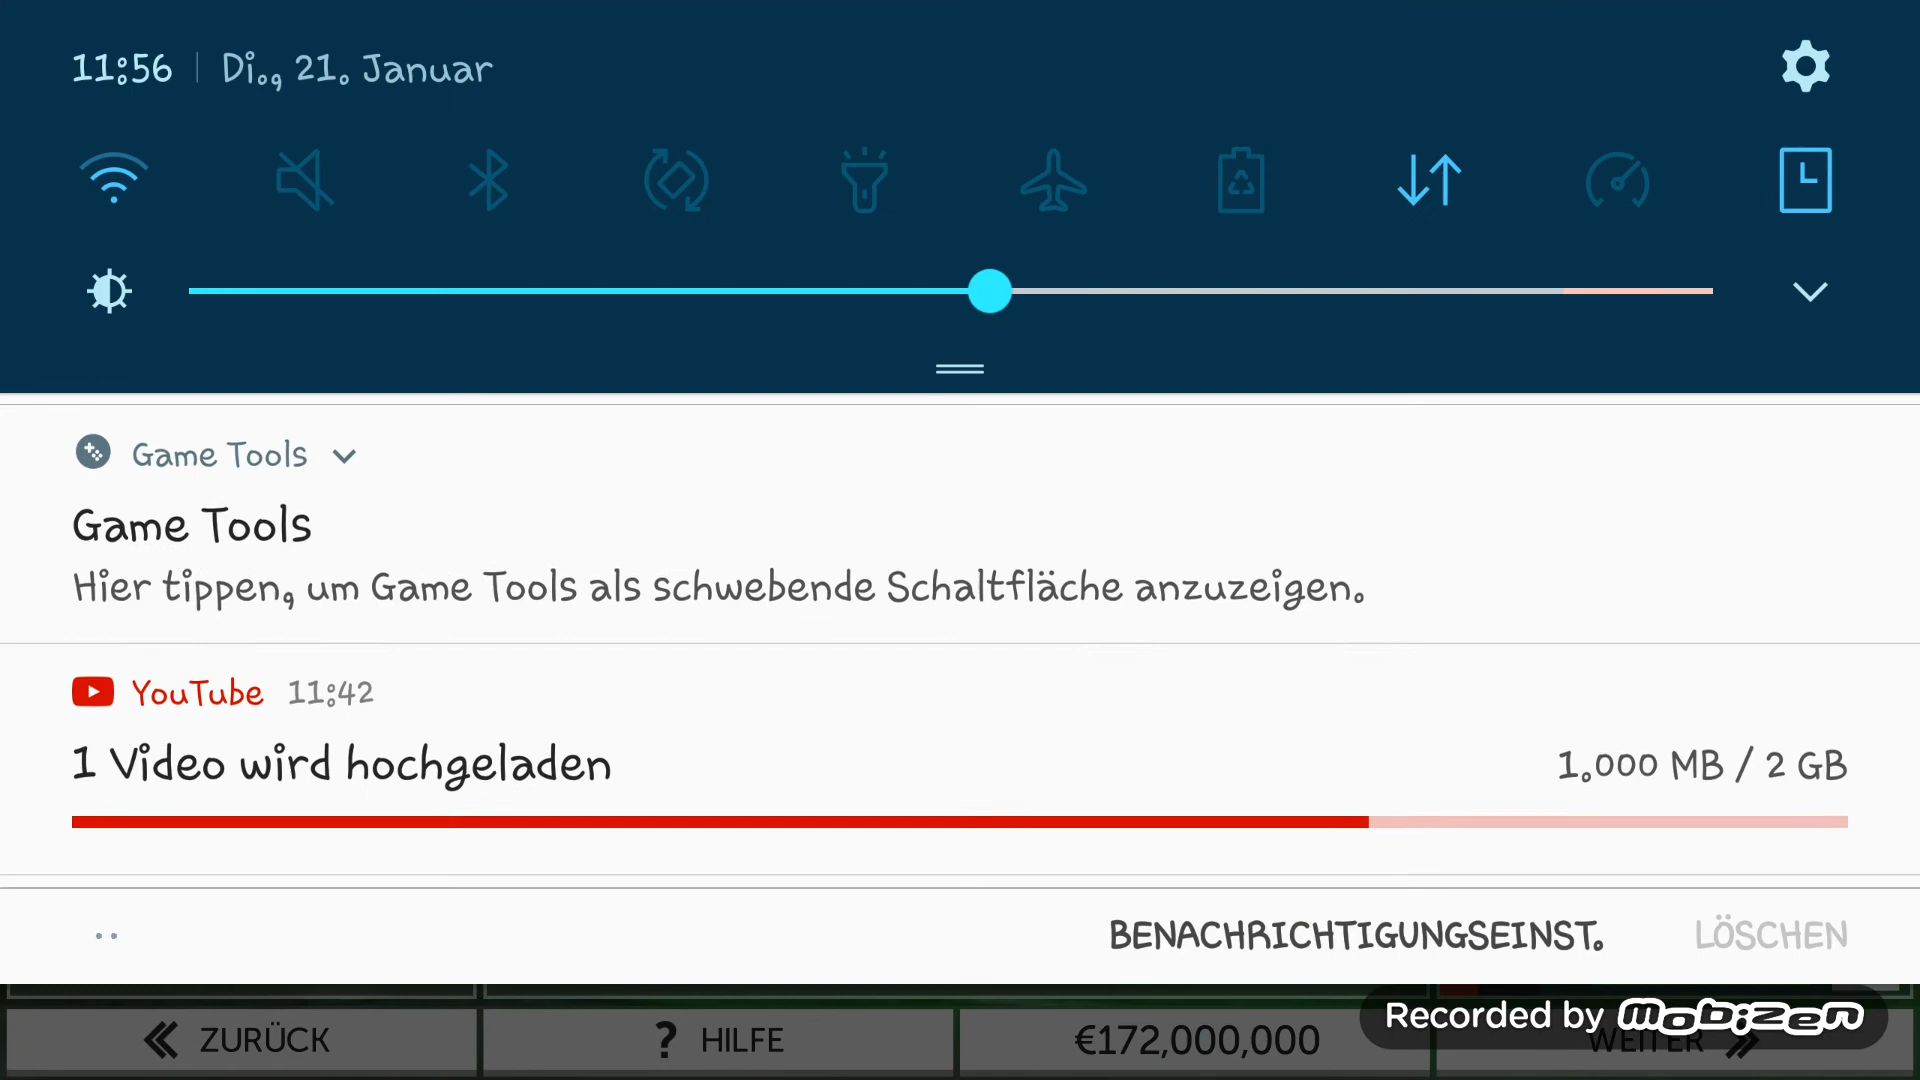 11:56 | Di., 21. Januar
Game Tools
Game Tools
Hier tippen, um Game Tools als schwebende Schaltfläche anzuzeigen.
YouTube 11:42
1 Video wird hochgeladen 1.000 MB / 2 GB
BENACHRICHTIGUNGSEINST. LÖSCHEN
Recorded by mobizen
ZURÜCK ? HILFE €172,000,000 WEITER